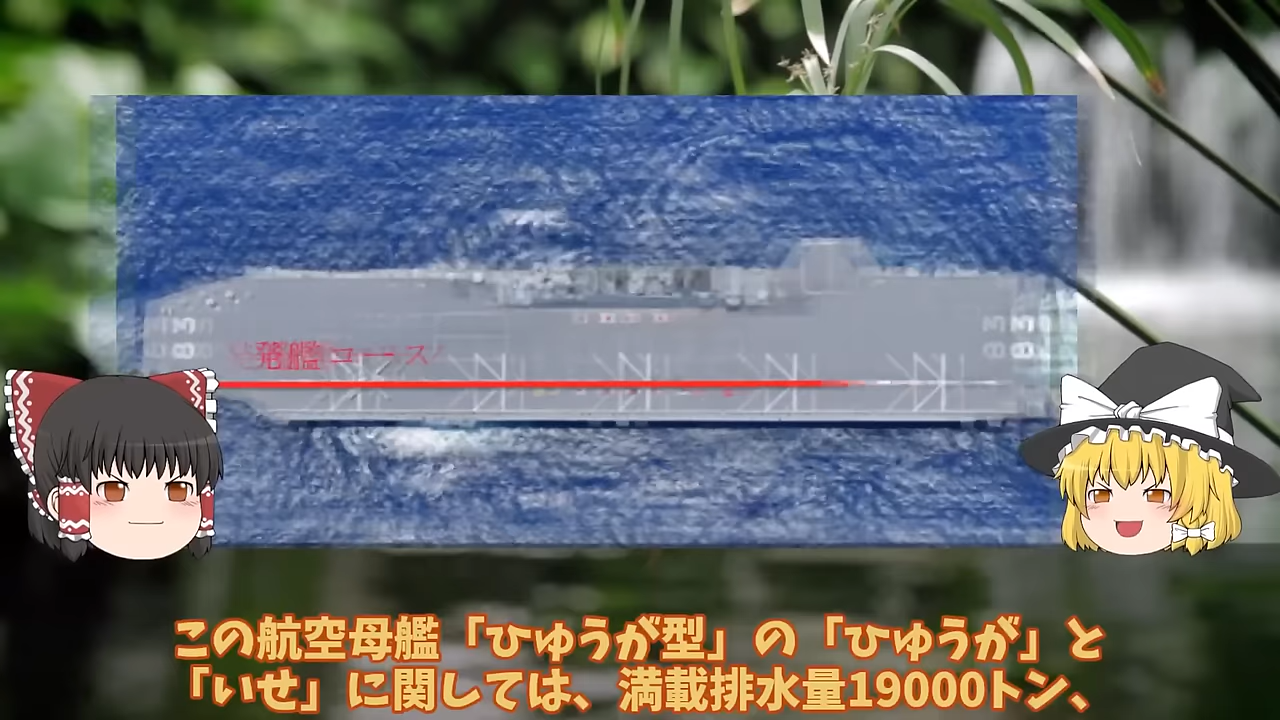 発艦コース
この航空母艦「ひゅうが型」の「ひゅうが」と
「いせ」に関しては、満載排水量19000トン、